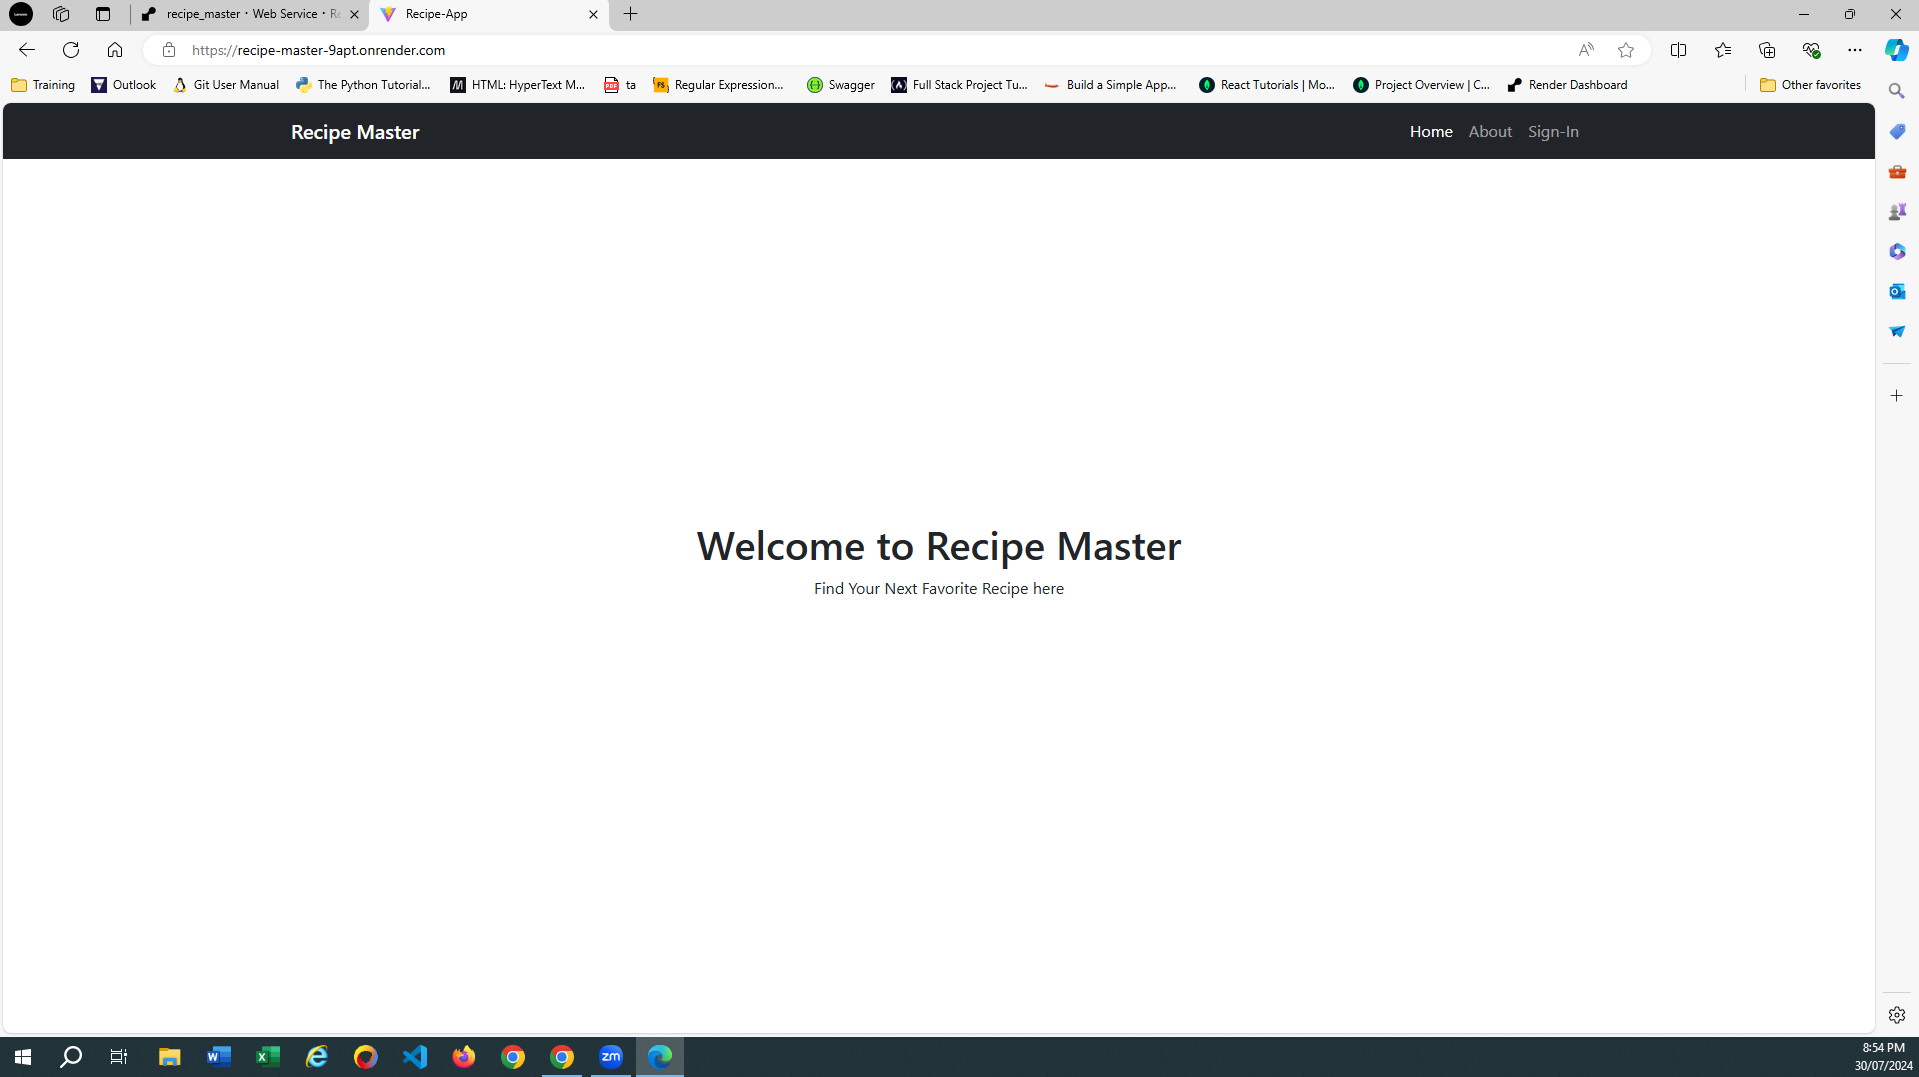 recipe_master · Web Service · Re
Recipe-App
https://recipe-master-9apt.onrender.com
Training
Outlook
Git User Manual
The Python Tutorial...
HTML: HyperText M...
ta
Regular Expression...
Swagger
Full Stack Project Tu...
Build a Simple App...
React Tutorials | Mo...
Project Overview | C...
Render Dashboard
Other favorites
Recipe Master
Home
About
Sign-In
Welcome to Recipe Master
Find Your Next Favorite Recipe here
8:54 PM
30/07/2024